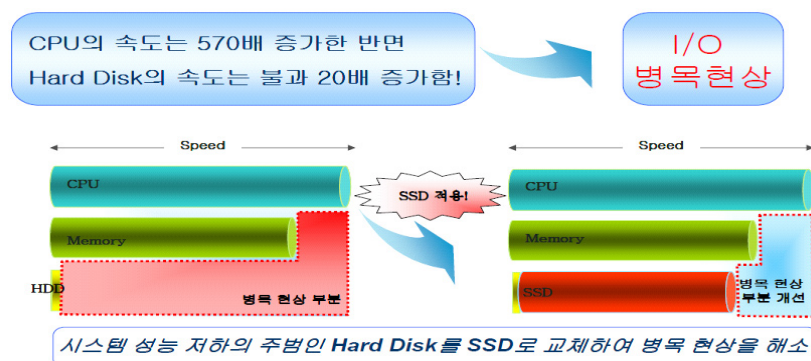 CPU의 속도는 570배 증가한 반면
Hard Disk의 속도는 불과 20배 증가함!
I/O
병목현상
Speed
CPU
Memory
HDD
병목 현상 부분
SSD 적용!
Speed
CPU
Memory
SSD
병목 현상
부분 개선
시스템 성능 저하의 주범인 Hard Disk를 SSD로 교체하여 병목 현상을 해소